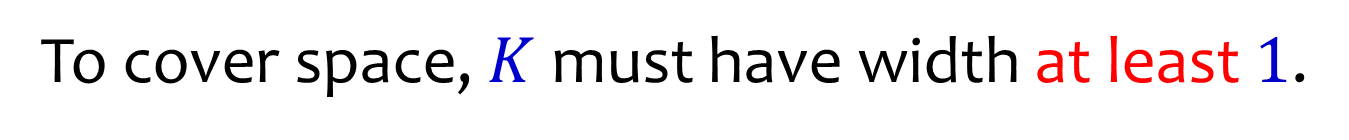 To cover space, K must have width at least 1.